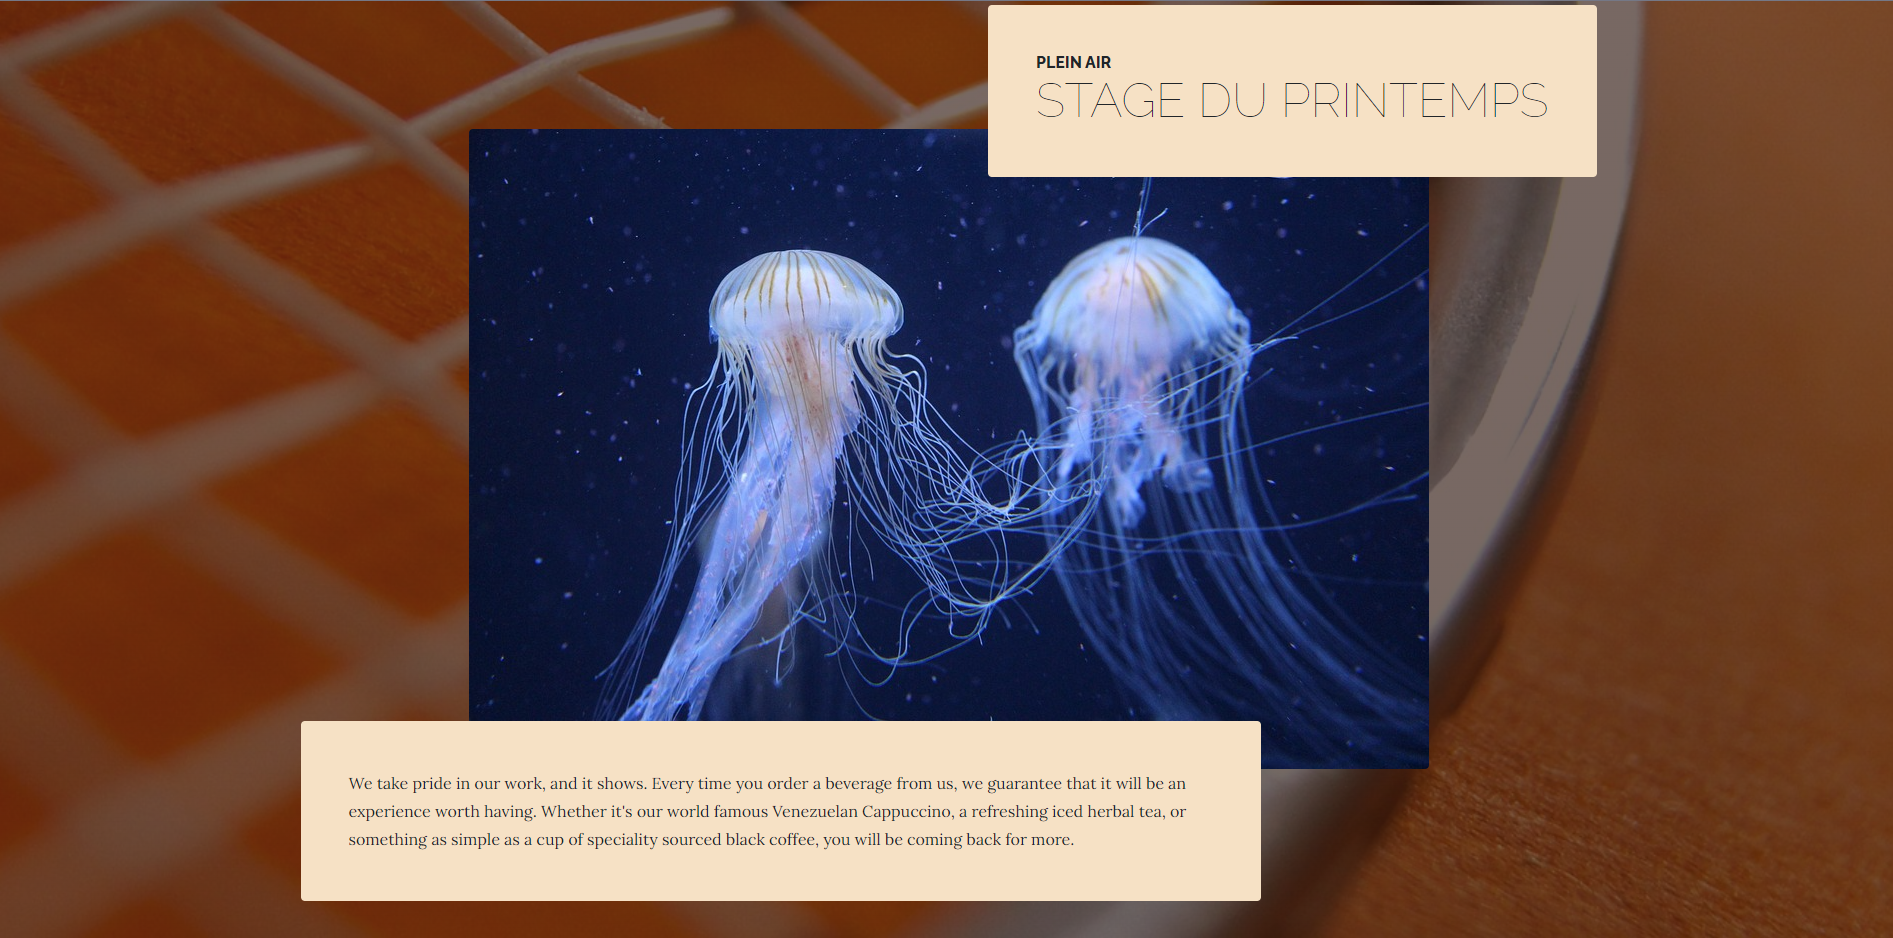 PLEIN AIR
STAGE DU PRINTEMPS
We take pride in our work, and it shows. Every time you order a beverage from us, we guarantee that it will be an
experience worth having. Whether it's our world famous Venezuelan Cappuccino, a refreshing iced herbal tea, or
something as simple as a cup of speciality sourced black coffee, you will be coming back for more.